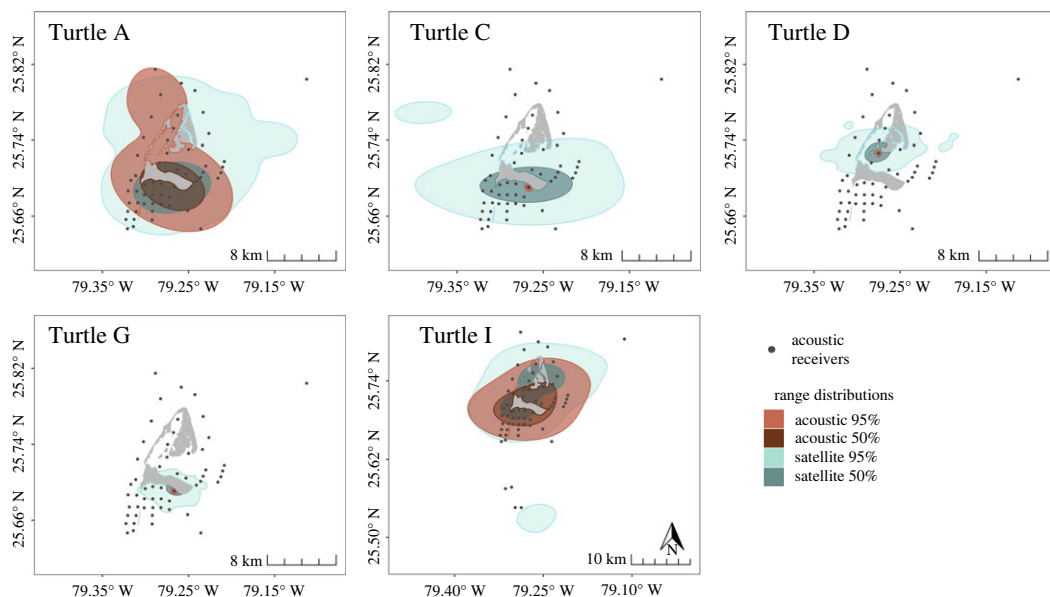 Turtle A
25.82° N
25.74° N
25.66° N
8 km
79.35° W
79.25° W
79.15° W
Turtle C
25.82° N
25.74° N
25.66° N
8 km
79.35° W
79.25° W
79.15° W
Turtle D
25.82° N
25.74° N
25.66° N
8 km
79.35° W
79.25° W
79.15° W
Turtle G
25.82° N
25.74° N
25.66° N
8 km
79.35° W
79.25° W
79.15° W
Turtle I
25.74° N
25.62° N
25.50° N
10 km
N
79.40° W
79.25° W
79.10° W
acoustic
receivers
range distributions
acoustic 95%
acoustic 50%
satellite 95%
satellite 50%